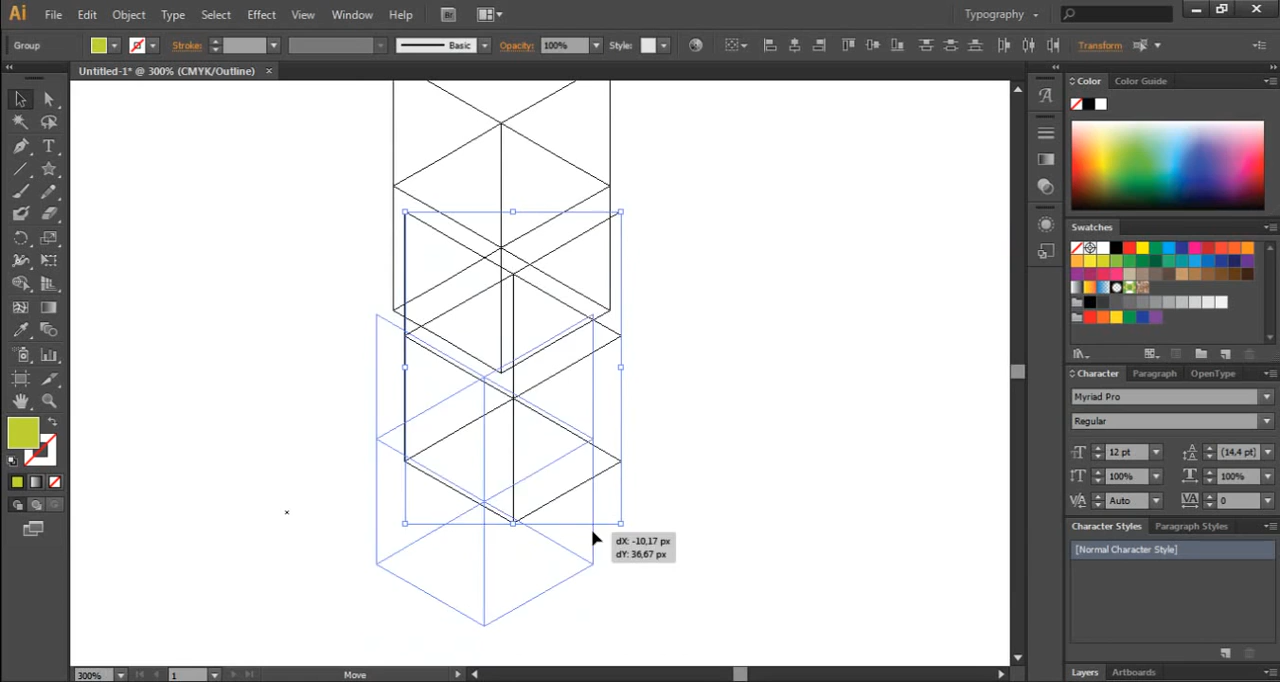 Ai File Edit Object Type Select Effect View Window Help Br Typography
Group Stroke: Basic Opacity: 100% Style: Transform
Untitled-1* @ 300% (CMYK/Outline) ×
Color Color Guide
Swatches
Character Paragraph OpenType
Myriad Pro
Regular
12 pt (14,4 pt)
100% 100%
Auto 0
dX: -10,17 px
dY: 36,67 px
Character Styles Paragraph Styles
[Normal Character Style]
Layers Artboards
300% 1 Move